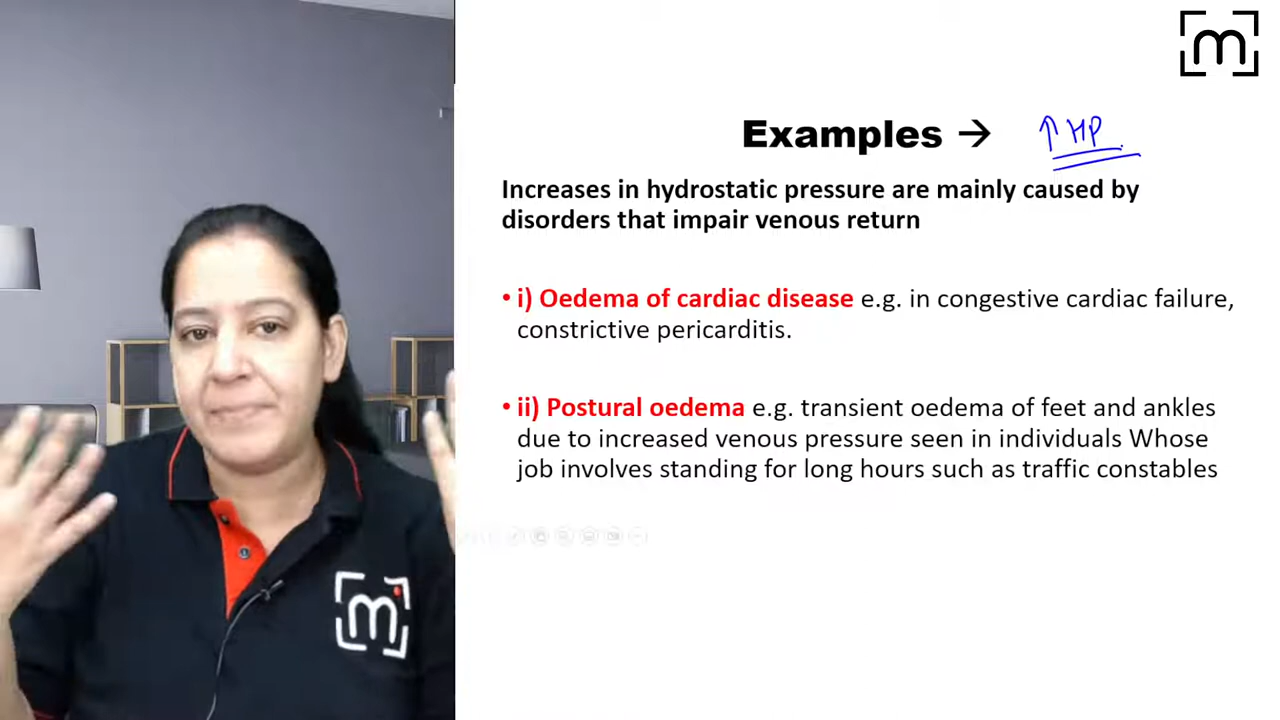 m
Examples → ↑ HP
Increases in hydrostatic pressure are mainly caused by
disorders that impair venous return
• i) Oedema of cardiac disease e.g. in congestive cardiac failure,
constrictive pericarditis.
• ii) Postural oedema e.g. transient oedema of feet and ankles
due to increased venous pressure seen in individuals Whose
job involves standing for long hours such as traffic constables
m